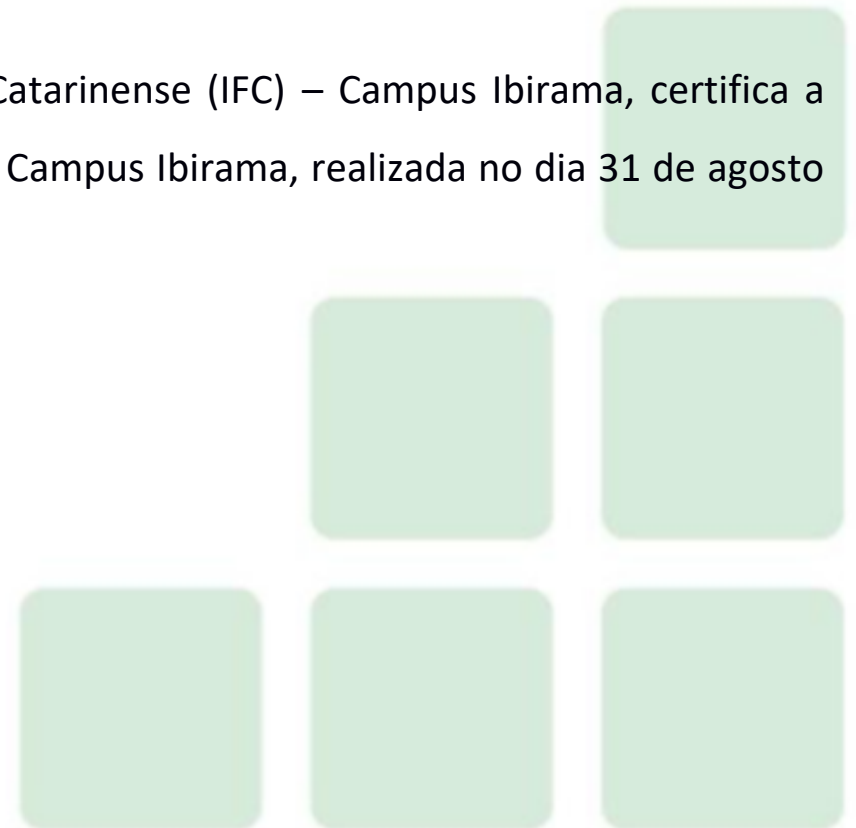 Catarinense (IFC) – Campus Ibirama, certifica a
Campus Ibirama, realizada no dia 31 de agosto